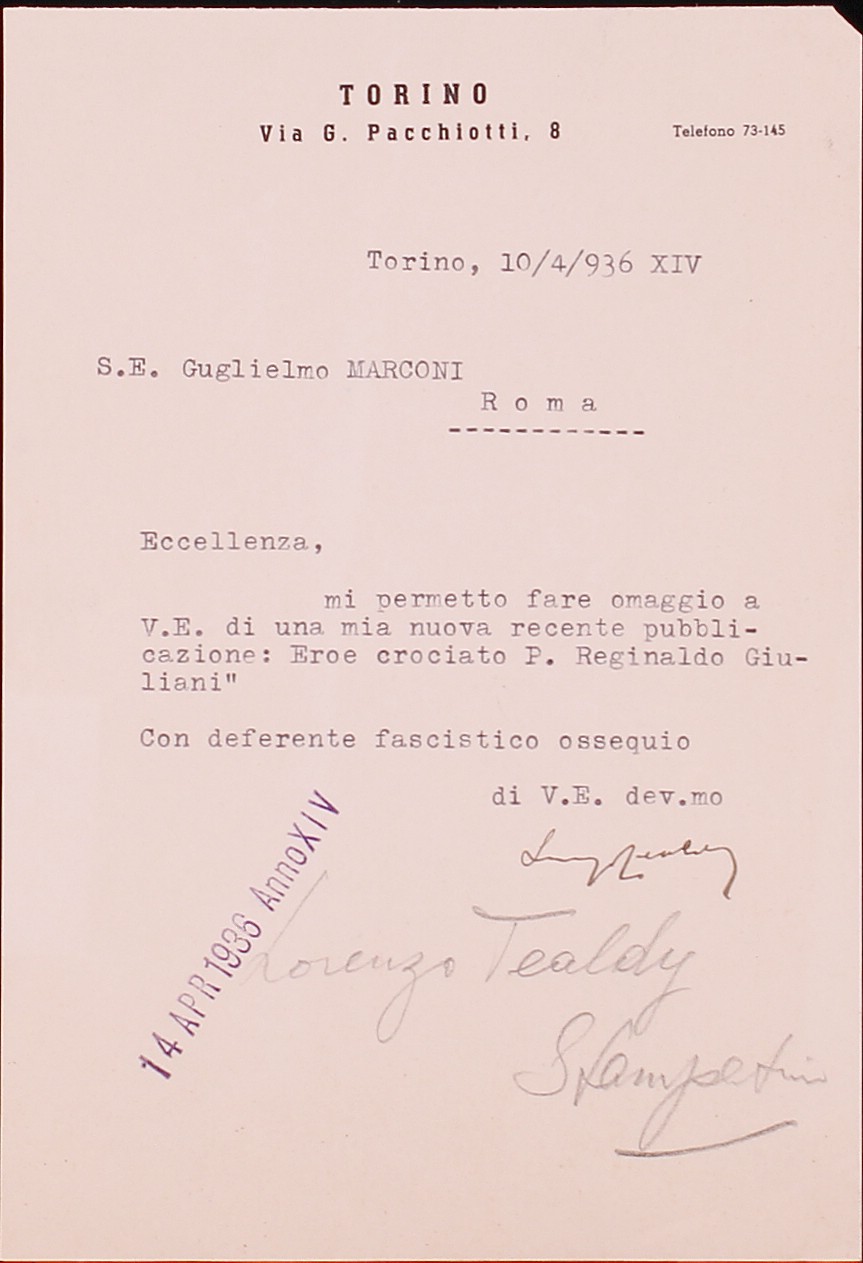 TORINO
Via G. Pacchiotti, 8
Telefono 73-145
Torino, 10/4/936 XIV
S.E. Guglielmo MARCONI
R o m a
------------
Eccellenza,
mi permetto fare omaggio a
V.E. di una mia nuova recente pubbli-
cazione: Eroe crociato P. Reginaldo Giu-
liani"
Con deferente fascistico ossequio
di V.E. dev.mo
14 APR 1936 Anno XIV
Lorenzo Tealdy